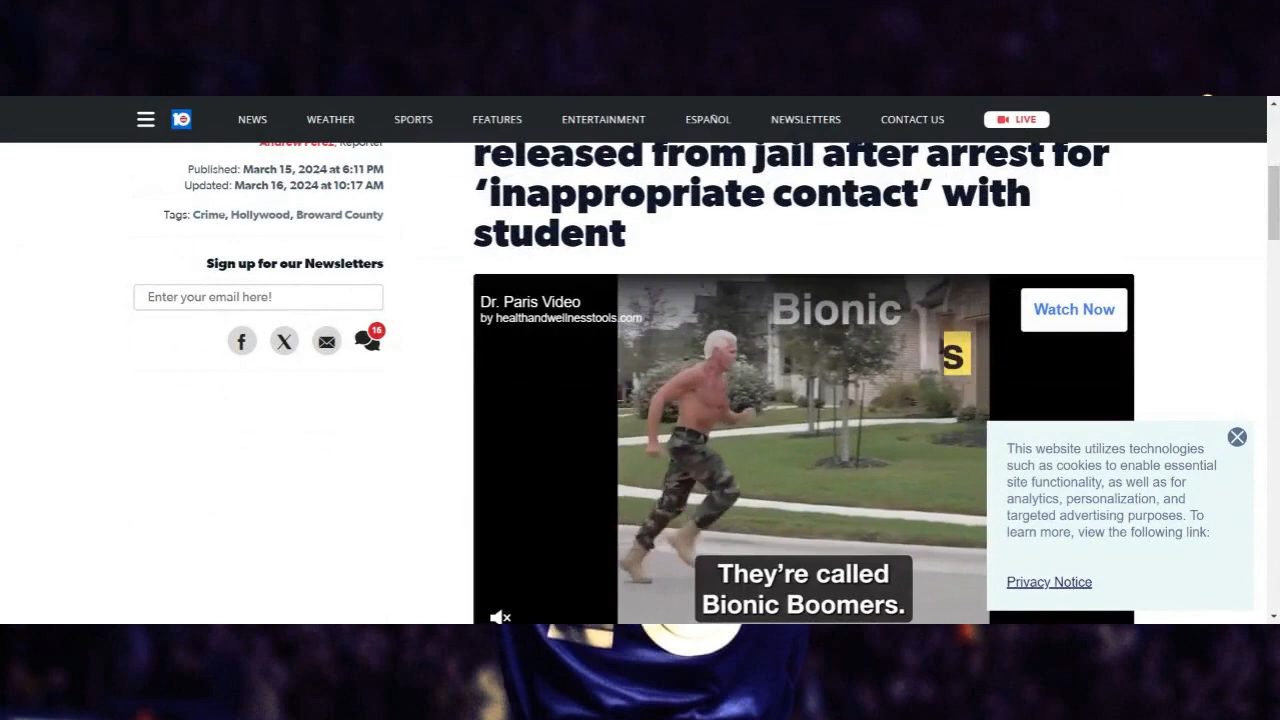 10
NEWS
WEATHER
SPORTS
FEATURES
ENTERTAINMENT
ESPAÑOL
NEWSLETTERS
CONTACT US
LIVE
Andrew Perez, Reporter
Published: March 15, 2024 at 6:11 PM
Updated: March 16, 2024 at 10:17 AM
Tags: Crime, Hollywood, Broward County
Sign up for our Newsletters
Enter your email here!
f
X
16
released from jail after arrest for
‘inappropriate contact’ with
student
Dr. Paris Video
by healthandwellnesstools.com
Watch Now
Bionic
s
They’re called
Bionic Boomers.
This website utilizes technologies
such as cookies to enable essential
site functionality, as well as for
analytics, personalization, and
targeted advertising purposes. To
learn more, view the following link:
Privacy Notice